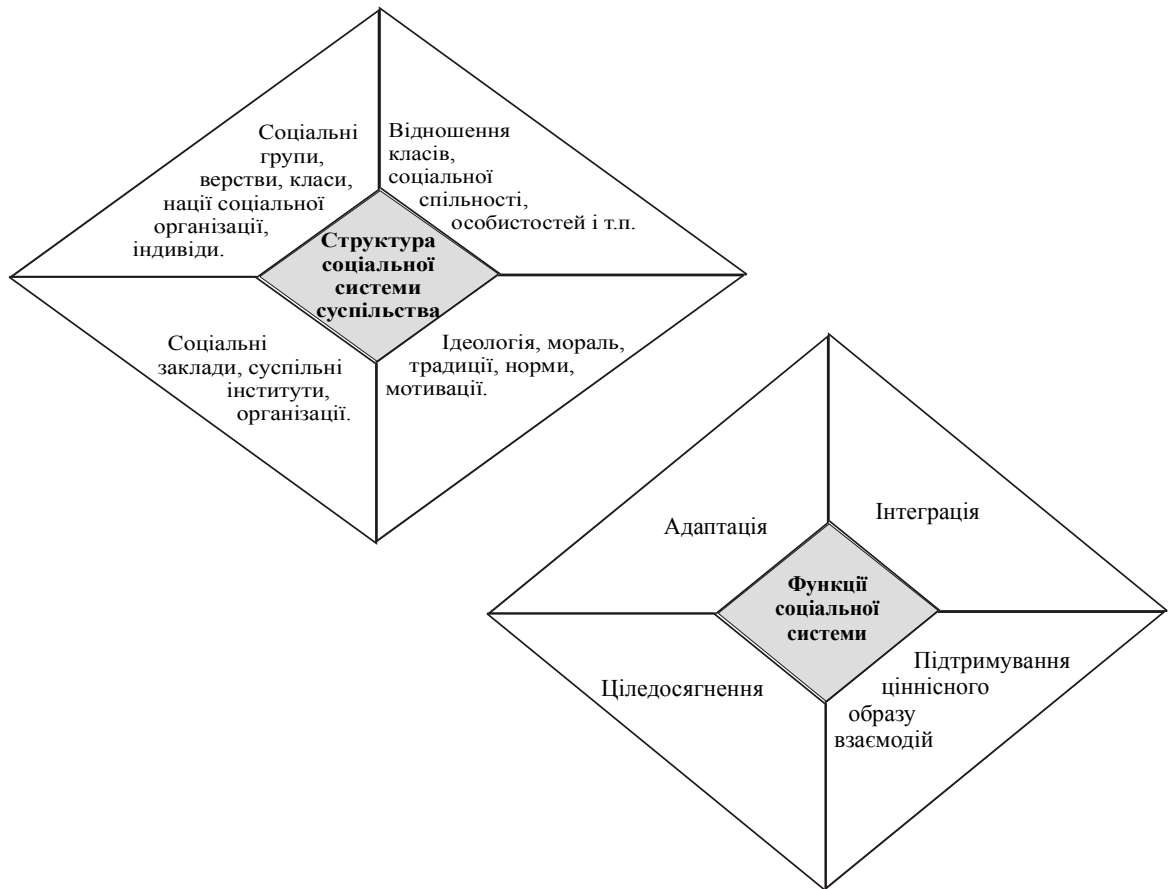 Соціальні
групи,
верстви, класи,
нації соціальної
організації,
індивіди.
Відношення
класів,
соціальної
спільності,
особистостей і т.п.
Структура
соціальної
системи
суспільства
Соціальні
заклади, суспільні
інститути,
організації.
Ідеологія, мораль,
традиції, норми,
мотивації.
Адаптація
Інтеграція
Функції
соціальної
системи
Ціледосягнення
Підтримування
ціннісного
образу
взаємодій